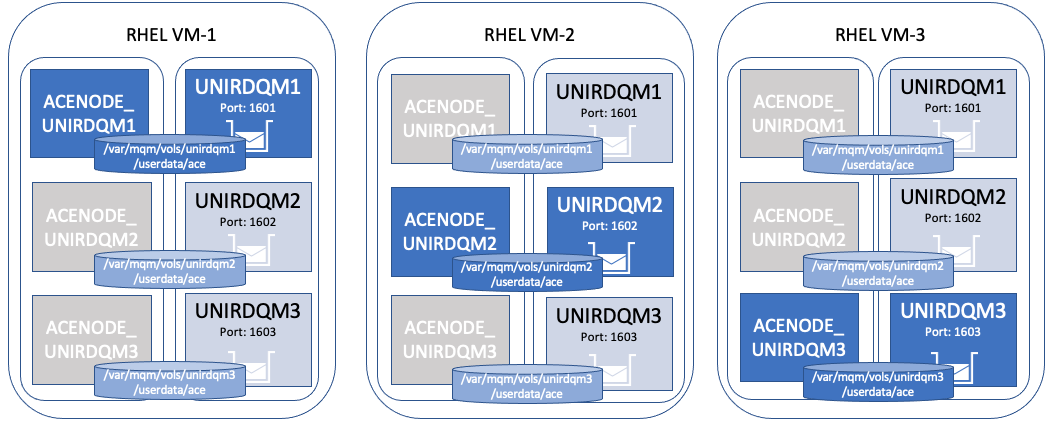 RHEL VM-1
ACENODE_
UNIRDQM1
UNIRDQM1
Port: 1601
/var/mqm/vols/unirdqm1
/userdata/ace
ACENODE_
UNIRDQM2
UNIRDQM2
Port: 1602
/var/mqm/vols/unirdqm2
/userdata/ace
ACENODE_
UNIRDQM3
UNIRDQM3
Port: 1603
/var/mqm/vols/unirdqm3
/userdata/ace
RHEL VM-2
ACENODE_
UNIRDQM1
UNIRDQM1
Port: 1601
/var/mqm/vols/unirdqm1
/userdata/ace
ACENODE_
UNIRDQM2
UNIRDQM2
Port: 1602
/var/mqm/vols/unirdqm2
/userdata/ace
ACENODE_
UNIRDQM3
UNIRDQM3
Port: 1603
/var/mqm/vols/unirdqm3
/userdata/ace
RHEL VM-3
ACENODE_
UNIRDQM1
UNIRDQM1
Port: 1601
/var/mqm/vols/unirdqm1
/userdata/ace
ACENODE_
UNIRDQM2
UNIRDQM2
Port: 1602
/var/mqm/vols/unirdqm2
/userdata/ace
ACENODE_
UNIRDQM3
UNIRDQM3
Port: 1603
/var/mqm/vols/unirdqm3
/userdata/ace